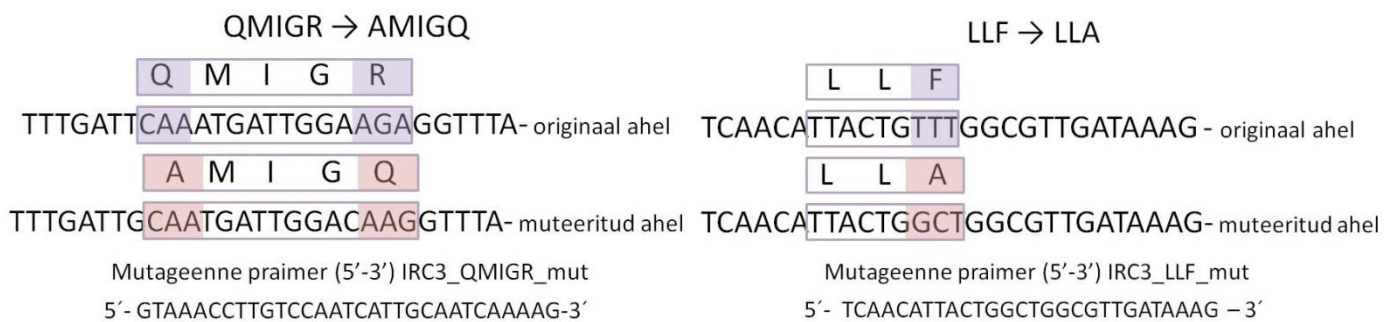 QMIGR → AMIGQ
Q M I G R
TTTGATTCAAATGATTGGAAGAGGTTTA- originaal ahel
A M I G Q
TTTGATTGCAATGATTGGACAAGGTTTA- muteeritud ahel
Mutageenne praimer (5’-3’) IRC3_QMIGR_mut
5´- GTAAACCTTGTCCAATCATTGCAATCAAAAG-3´
LLF → LLA
L L F
TCAACATTACTGTTTGGCGTTGATAAAG - originaal ahel
L L A
TCAACATTACTGGCTGGCGTTGATAAAG- muteeritud ahel
Mutageenne praimer (5’-3’) IRC3_LLF_mut
5´- TCAACATTACTGGCTGGCGTTGATAAAG – 3´